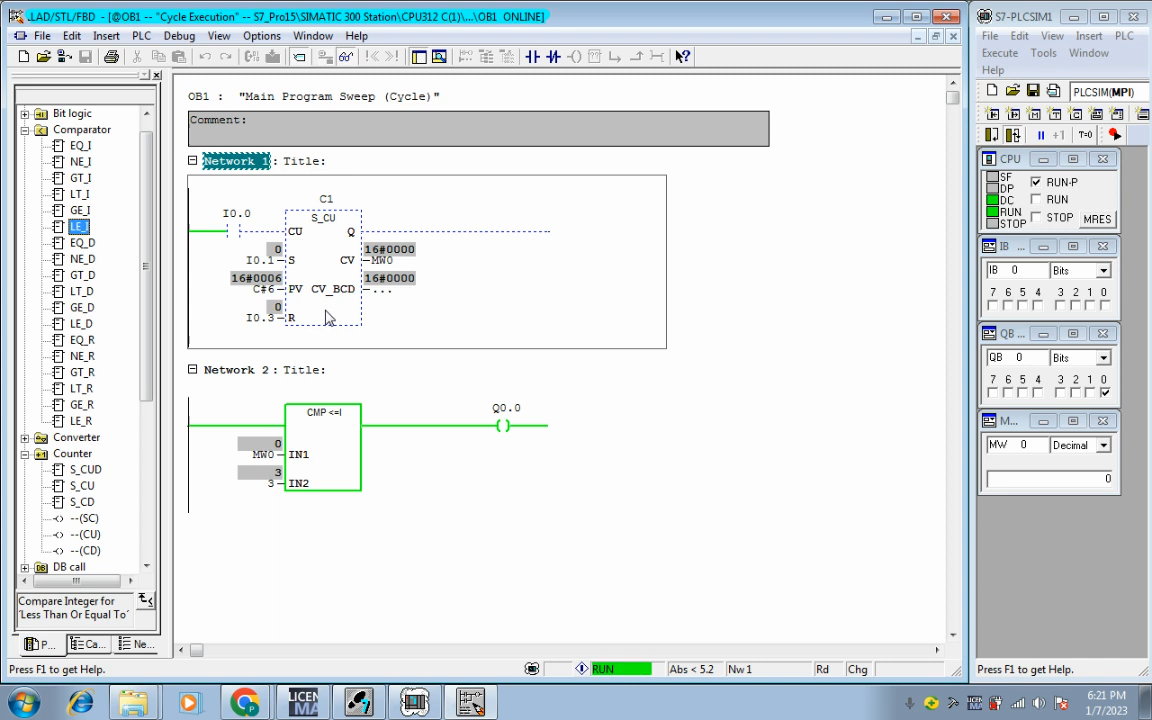 LAD/STL/FBD - [@OB1 -- "Cycle Execution" -- S7_Pro15\SIMATIC 300 Station\CPU312 C(1)\...\OB1 ONLINE]
File Edit Insert PLC Debug View Options Window Help
Bit logic
Comparator
EQ_I
NE_I
GT_I
LT_I
GE_I
LE_I
EQ_D
NE_D
GT_D
LT_D
GE_D
LE_D
EQ_R
NE_R
GT_R
LT_R
GE_R
LE_R
Converter
Counter
S_CUD
S_CU
S_CD
--(SC)
--(CU)
--(CD)
DB call
Compare Integer for
'Less Than Or Equal To'
P... Ca... Ne...
OB1 : "Main Program Sweep (Cycle)"
Comment:
Network 1: Title:
C1
I0.0 S_CU
CU Q
0 16#0000
I0.1 S CV MW0
16#0006 16#0000
C#6 PV CV_BCD ...
0
I0.3 R
Network 2: Title:
CMP <=I Q0.0
0
MW0 IN1
3
3 IN2
Press F1 to get Help.
RUN Abs < 5.2 Nw 1 Rd Chg
S7-PLCSIM1
File Edit View Insert PLC
Execute Tools Window
Help
PLCSIM(MPI)
+1 T=0
CPU
SF
DP
DC
RUN
STOP
RUN-P
RUN
STOP MRES
IB ...
IB 0 Bits
7 6 5 4 3 2 1 0
QB ...
QB 0 Bits
7 6 5 4 3 2 1 0
M...
MW 0 Decimal
0
Press F1 to get Help.
LICEN
MA
6:21 PM
1/7/2023